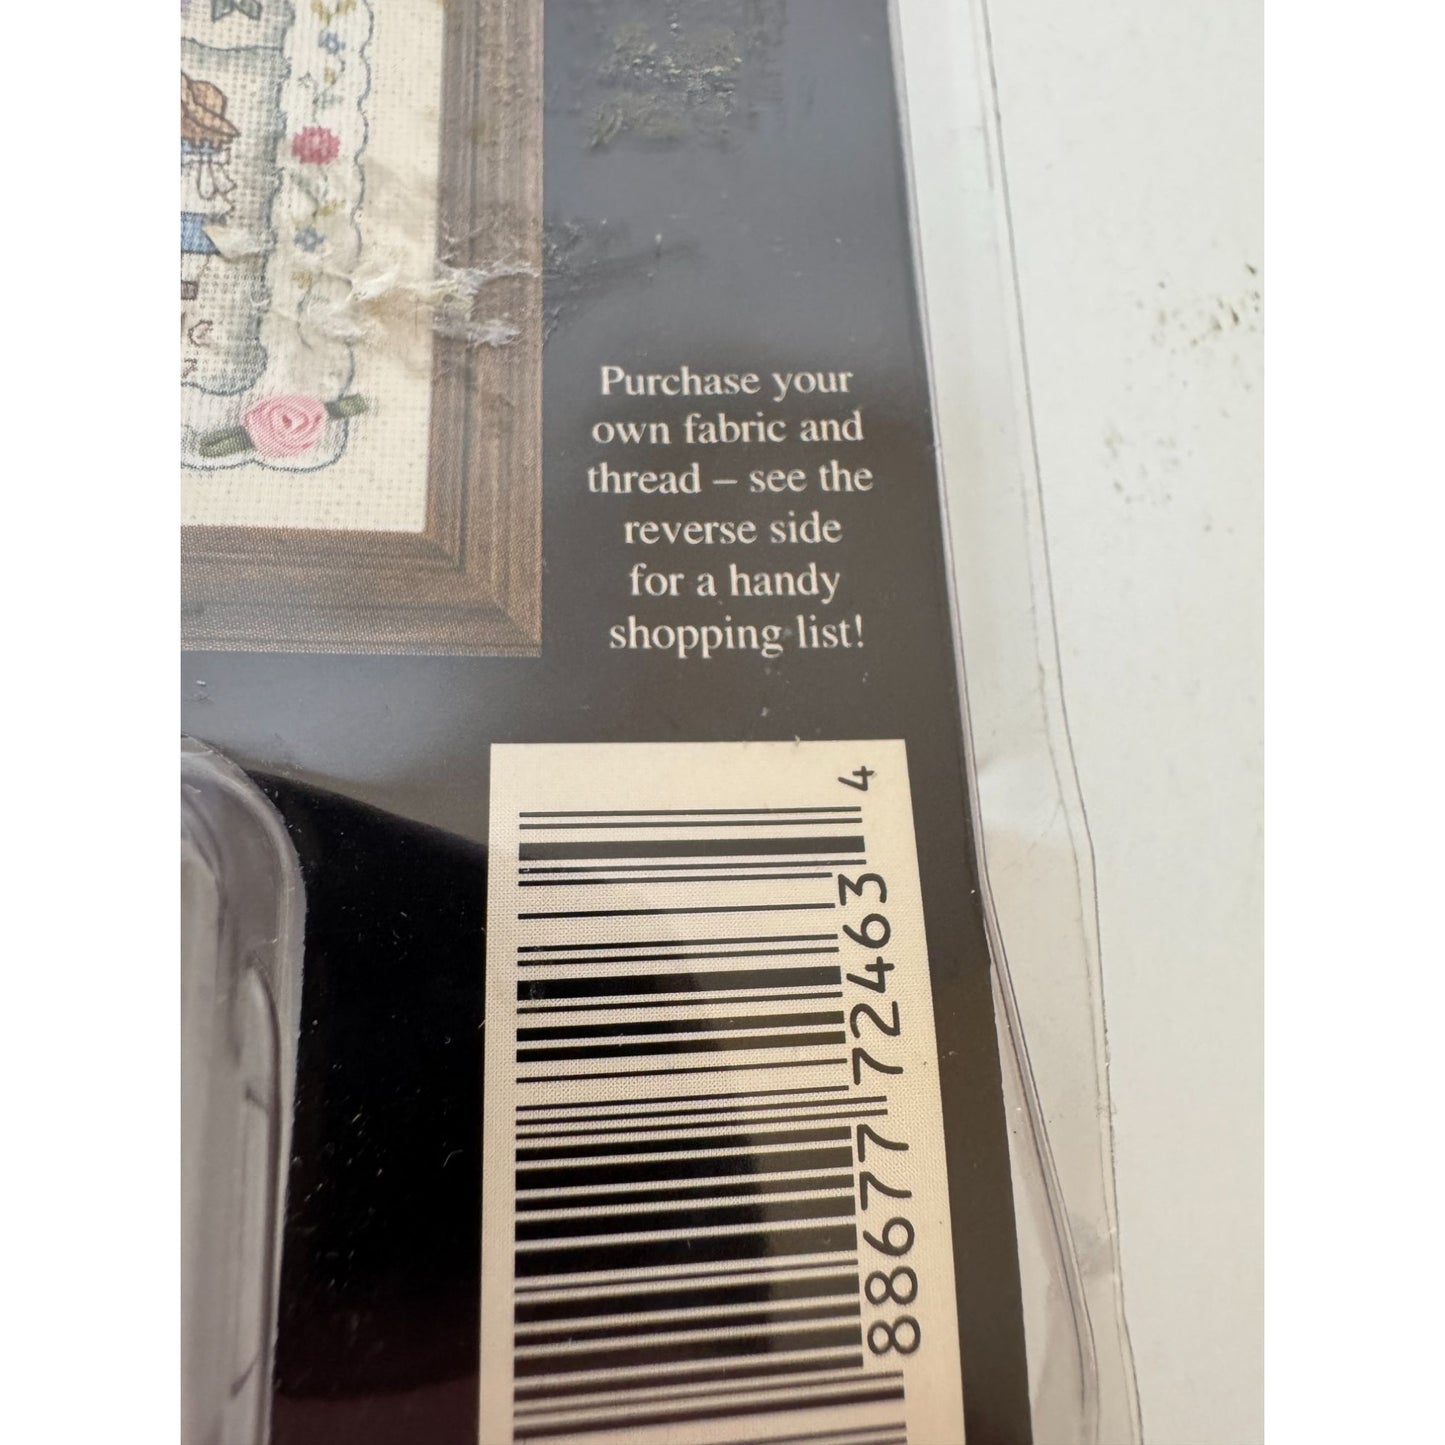 Purchase your
own fabric and
thread – see the
reverse side
for a handy
shopping list!
88677 72463 4